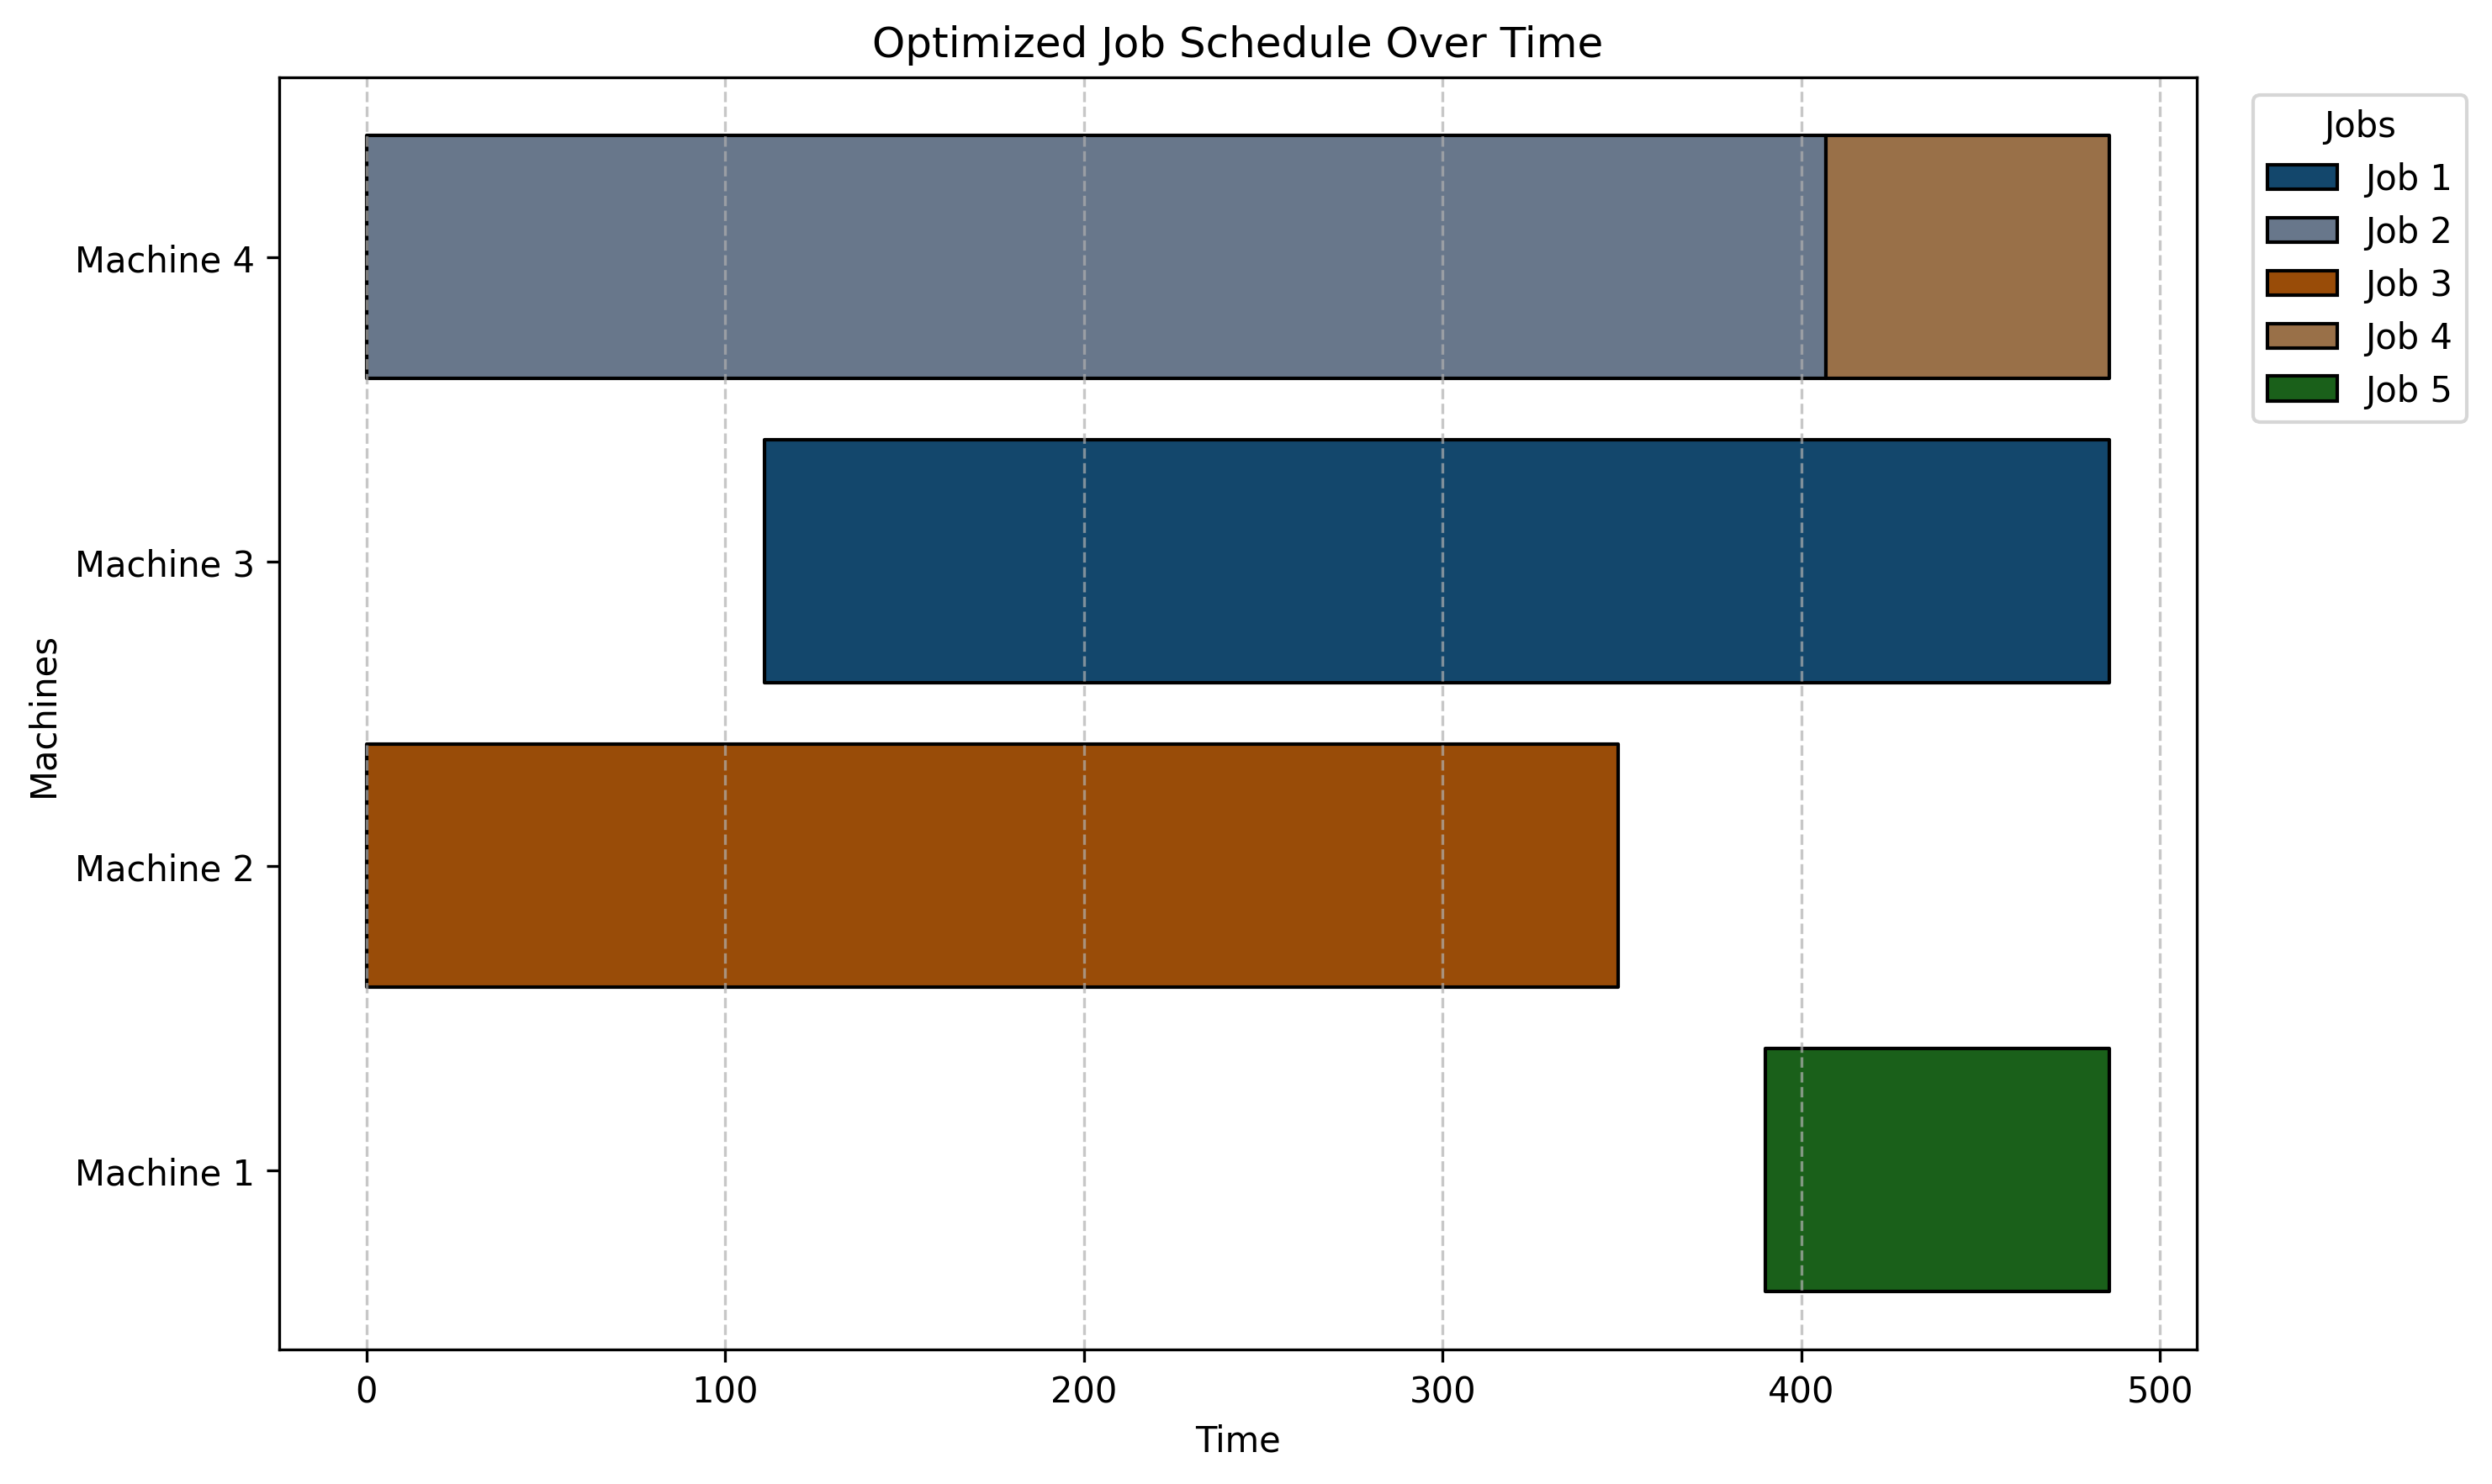 Optimized Job Schedule Over Time
Jobs
Job 1
Job 2
Job 3
Job 4
Job 5
Machines
Machine 4
Machine 3
Machine 2
Machine 1
0 100 200 300 400 500
Time